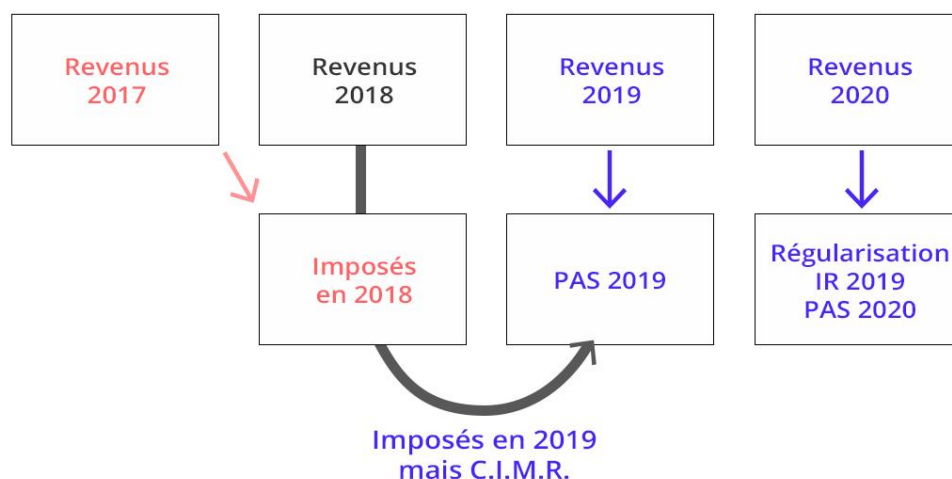 Revenus
2017
Revenus
2018
Revenus
2019
Revenus
2020
Imposés
en 2018
PAS 2019
Régularisation
IR 2019
PAS 2020
Imposés en 2019
mais C.I.M.R.